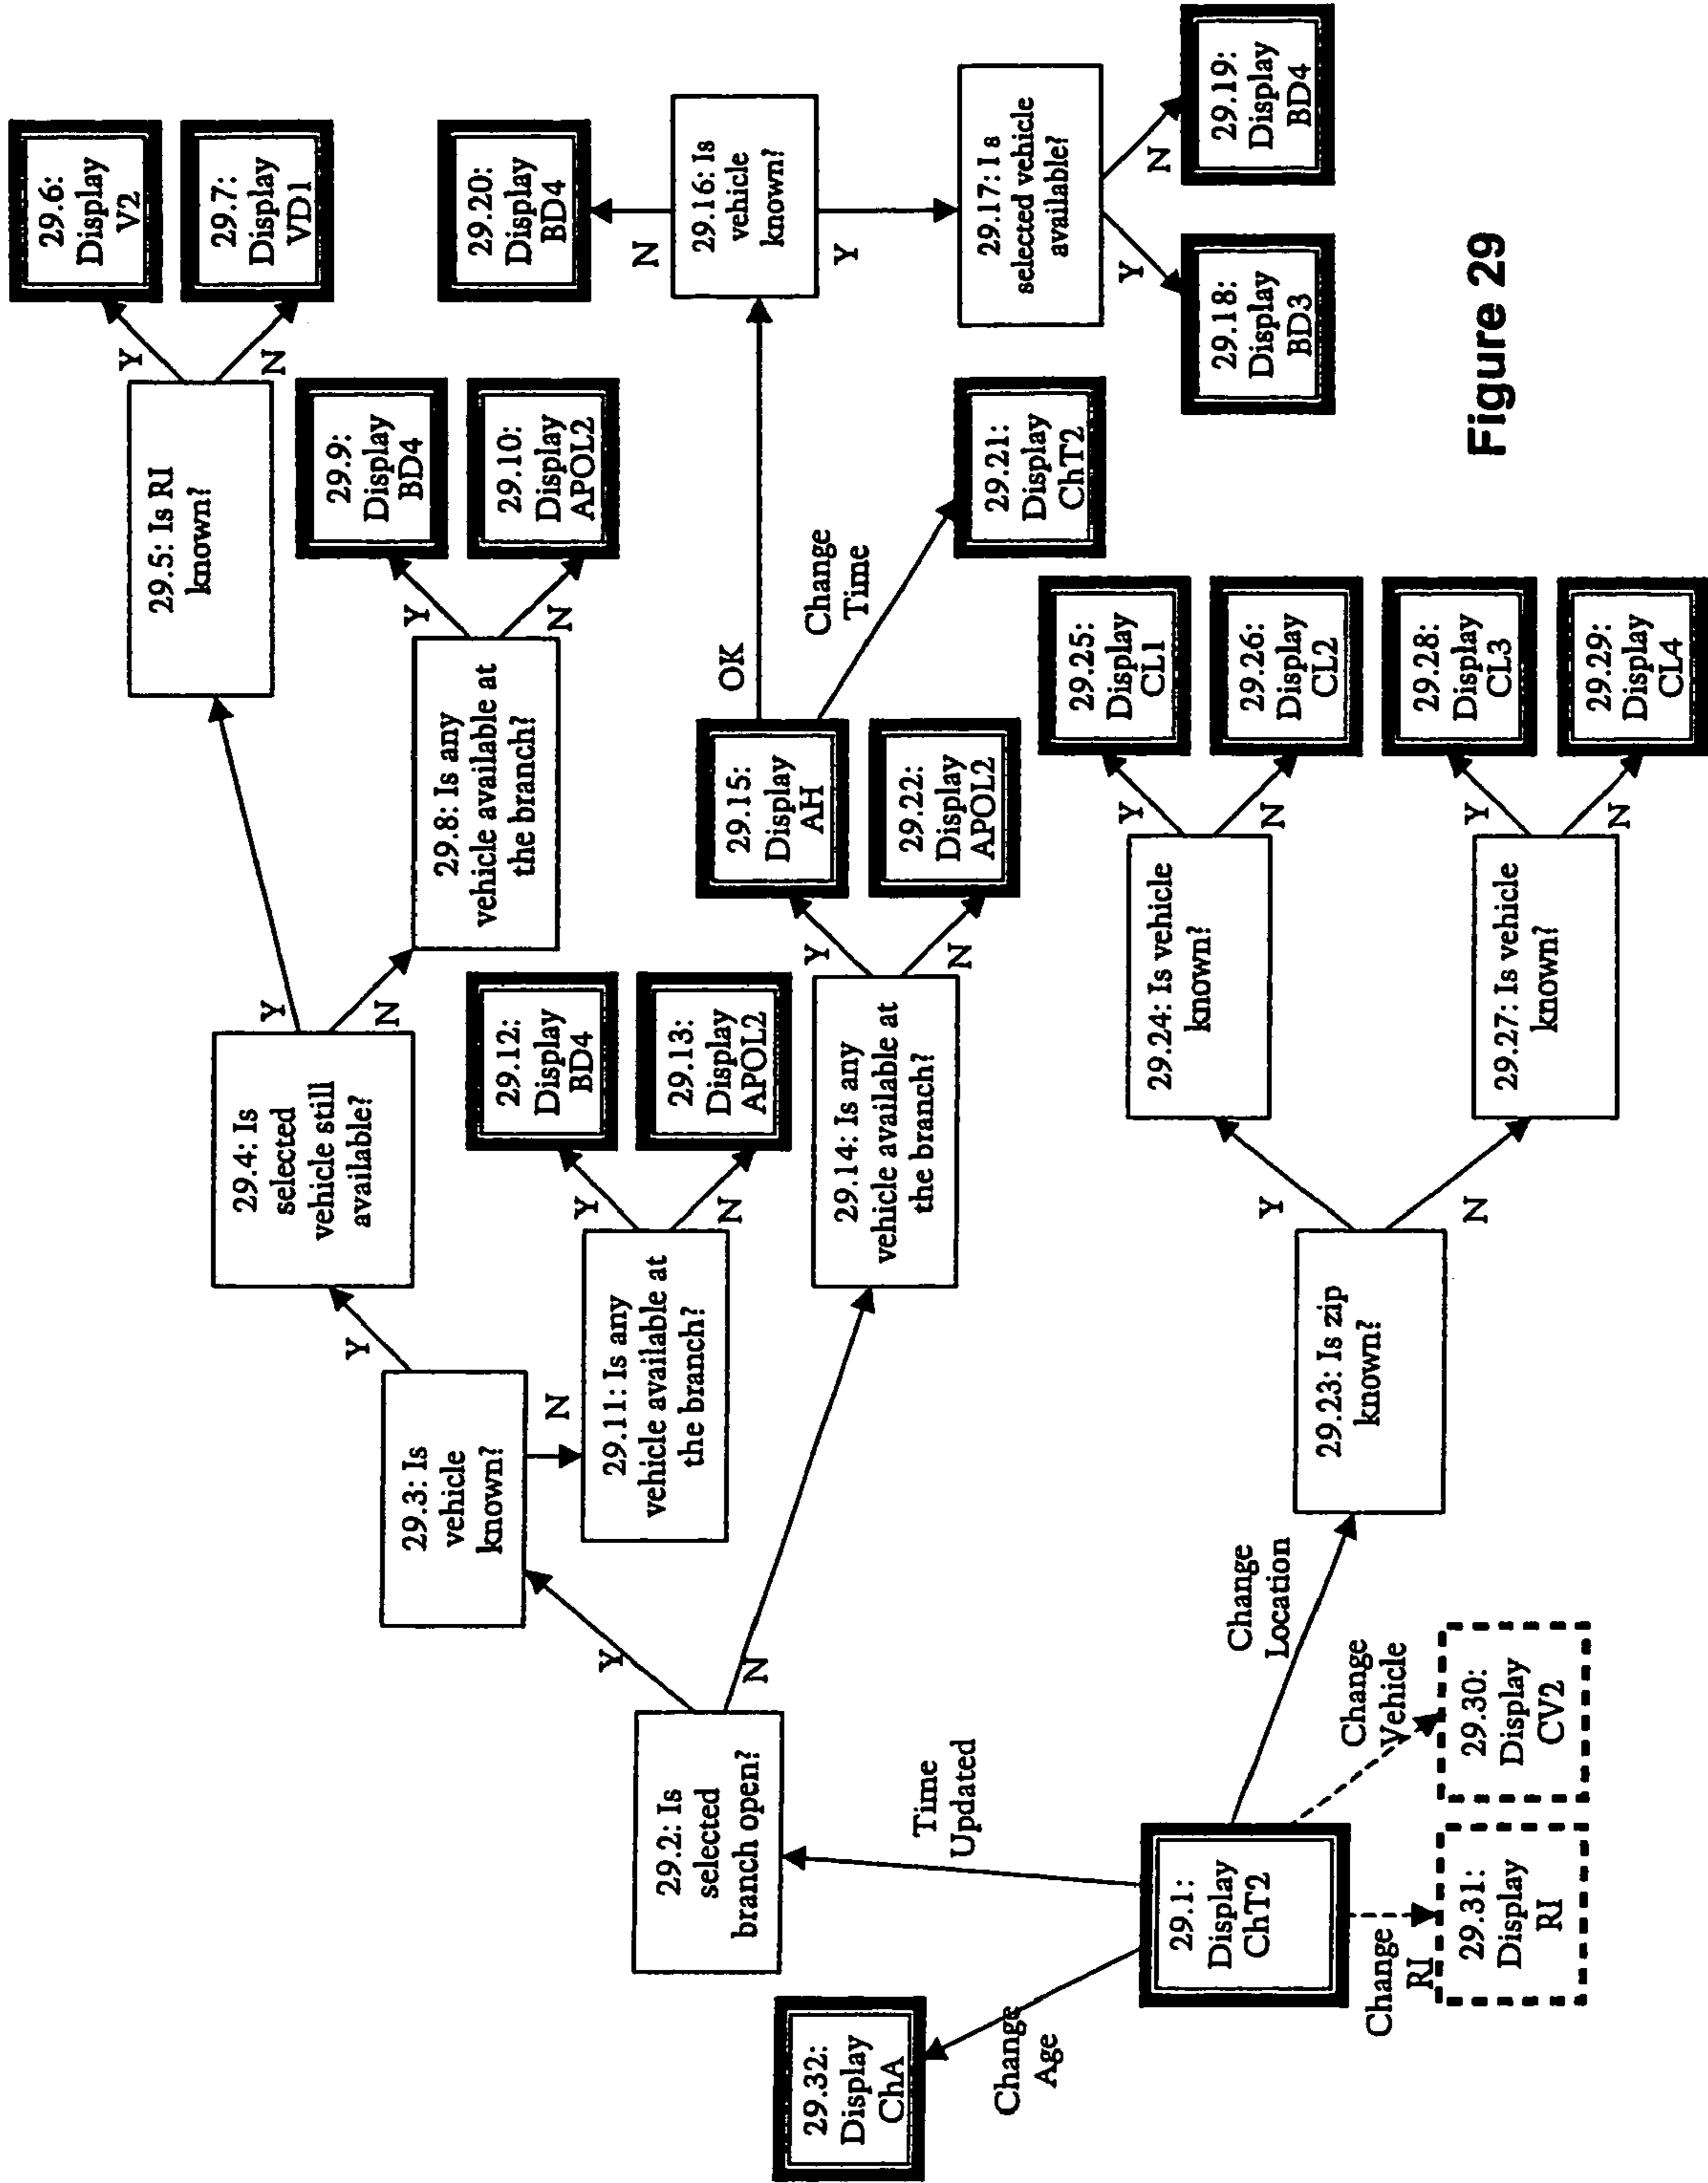 29.6:
Display
V2
29.7:
Display
VD1
Y
N
29.5: Is RI
known?
29.9:
Display
BD4
29.10:
Display
APOL2
Y
N
29.8: Is any
vehicle available at
the branch?
29.4: Is
selected
vehicle still
available?
Y
N
29.3: Is
vehicle
known?
Y
N
29.11: Is any
vehicle available at
the branch?
Y
N
29.12:
Display
BD4
29.13:
Display
APOL2
29.2: Is
selected
branch open?
Y
N
29.14: Is any
vehicle available at
the branch?
Y
N
29.15:
Display
AH
29.22:
Display
APOL2
OK
Change
Time
29.21:
Display
ChT2
29.16: Is
vehicle
known?
N
Y
29.20:
Display
BD4
29.17: I s
selected vehicle
available?
Y
N
29.18:
Display
BD3
29.19:
Display
BD4
29.1:
Display
ChT2
Time
Updated
Change
Age
29.32:
Display
ChA
Change
RI
29.31:
Display
RI
Change
Vehicle
29.30:
Display
CV2
Change
Location
29.23: Is zip
known?
Y
N
29.24: Is vehicle
known?
Y
N
29.25:
Display
CL1
29.26:
Display
CL2
29.27: Is vehicle
known?
Y
N
29.28:
Display
CL3
29.29:
Display
CL4
Figure 29